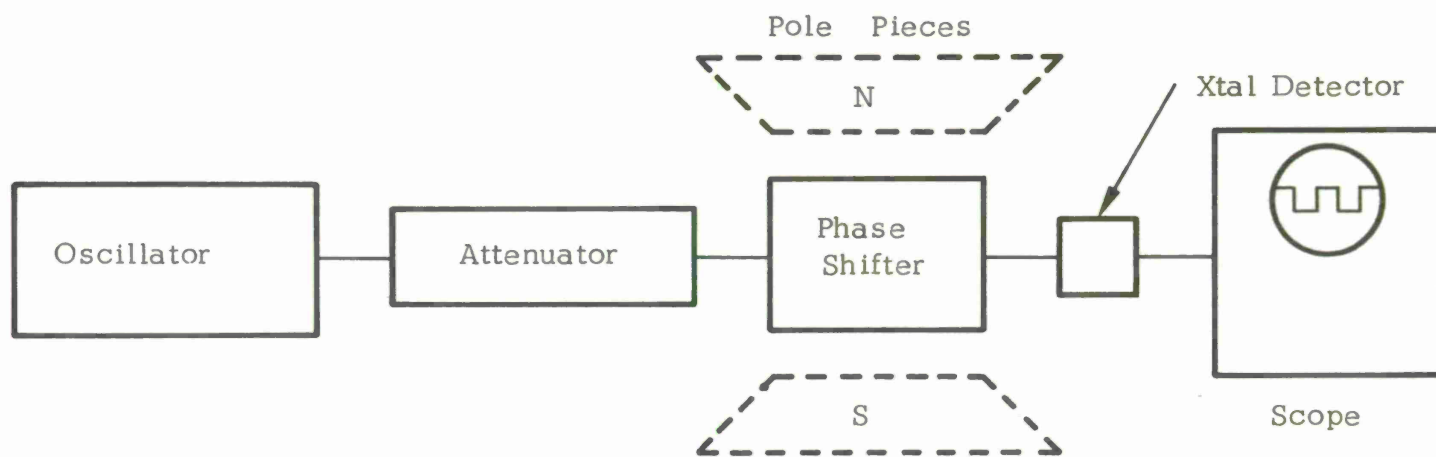 Pole Pieces
N
Xtal Detector
Oscillator
Attenuator
Phase
Shifter
S
Scope